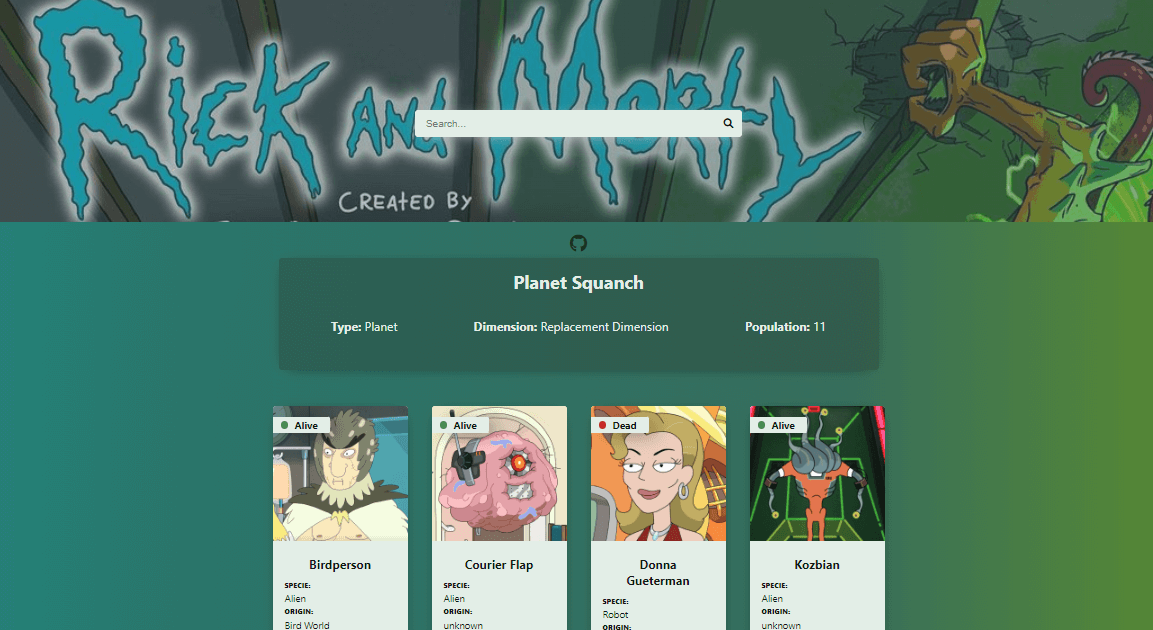 Rick and Morty
Search...
Created By
Planet Squanch
Type: Planet Dimension: Replacement Dimension Population: 11
Alive Alive Dead Alive
Birdperson Courier Flap Donna Gueterman Kozbian
SPECIE: SPECIE: SPECIE: SPECIE:
Alien Alien Robot Alien
ORIGIN: ORIGIN: ORIGIN: ORIGIN:
Bird World unknown unknown